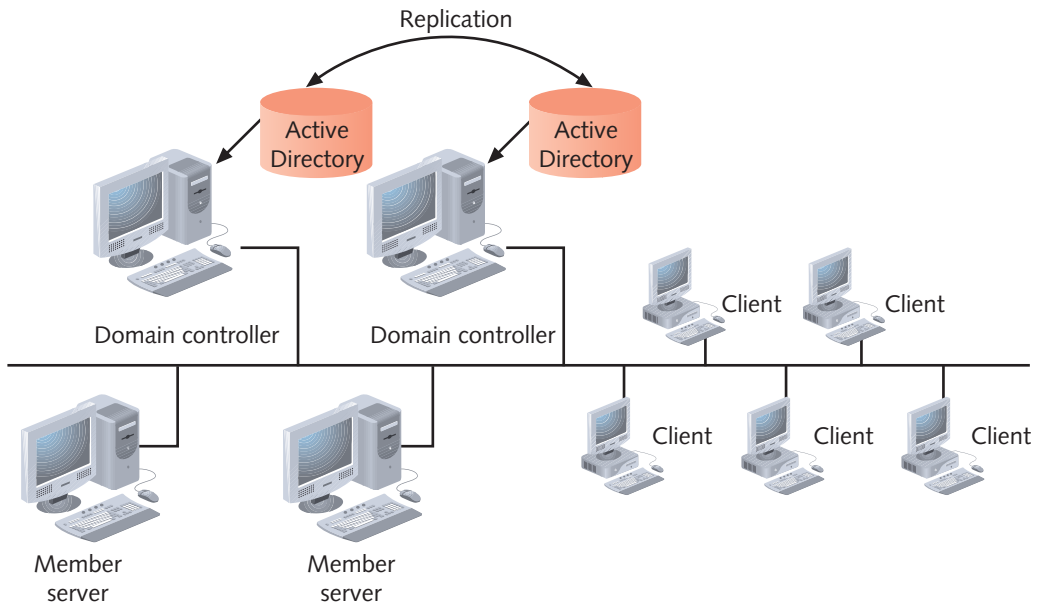 Replication
Active
Directory
Active
Directory
Client
Client
Domain controller
Domain controller
Client
Client
Client
Member
server
Member
server